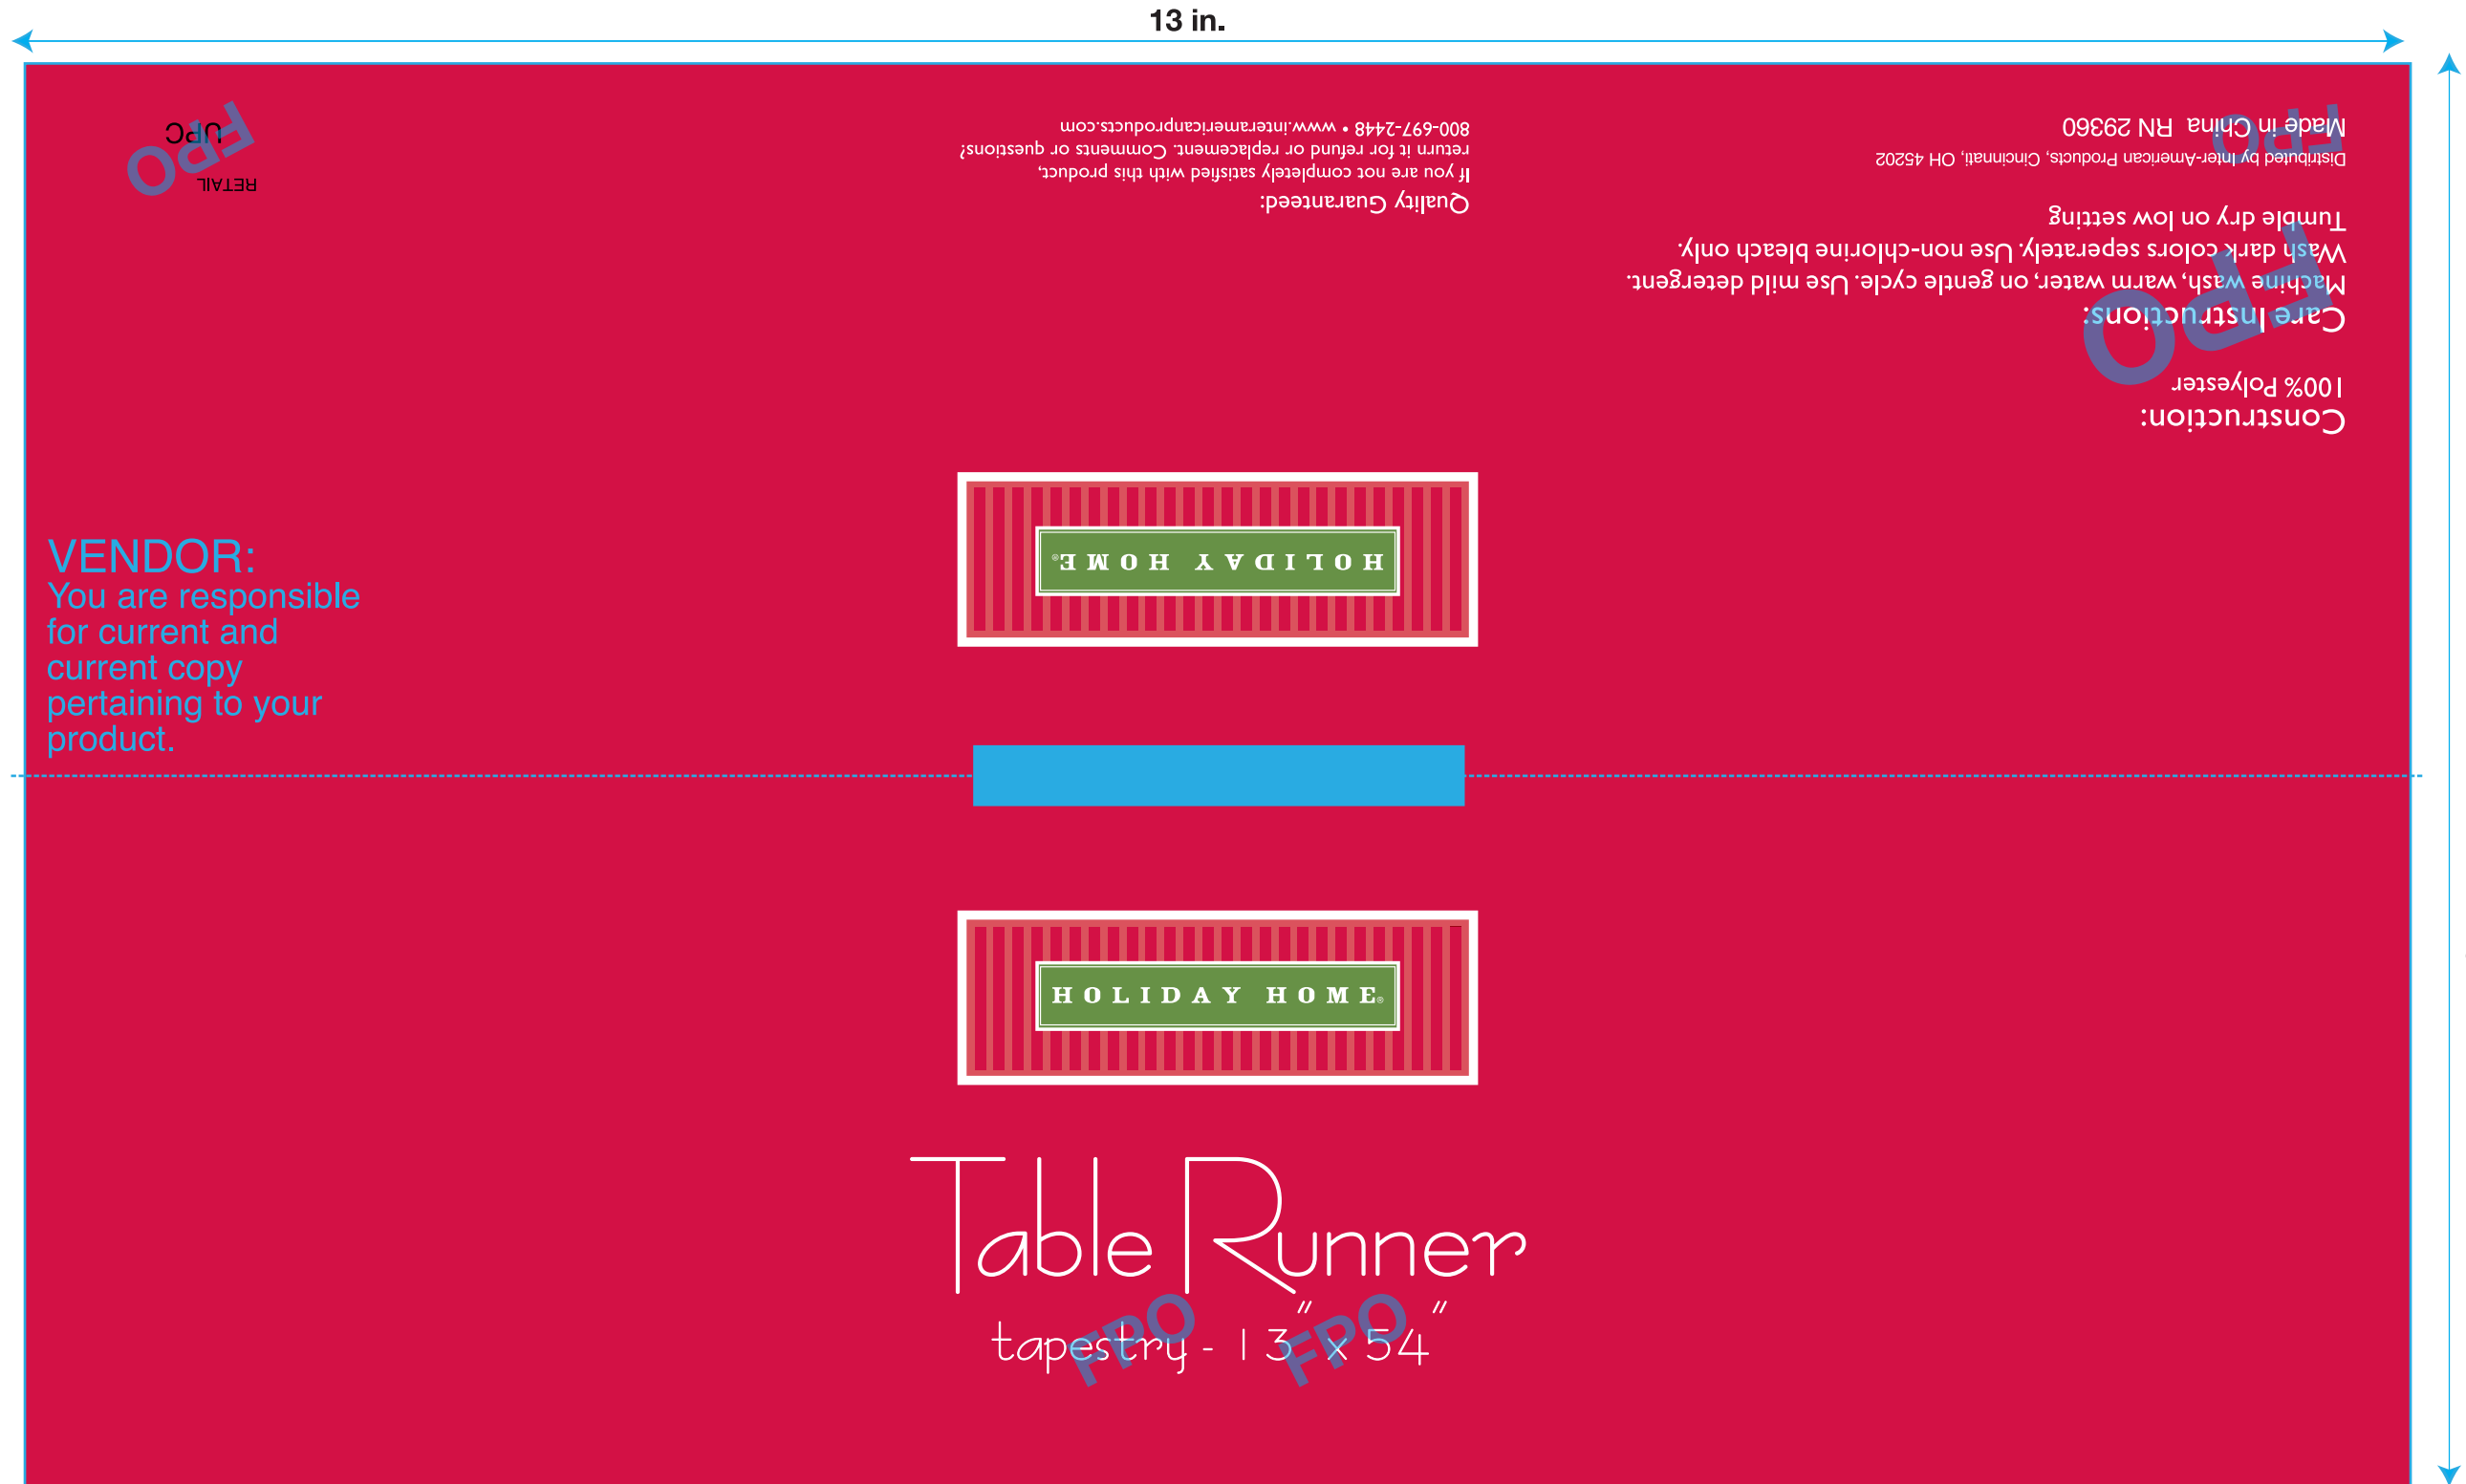 13 in.
UPC
RETAIL
FPO
Quality Guaranteed:
If you are not completely satisfied with this product,
return it for refund or replacement. Comments or questions?
800-697-2448 • www.interamericanproducts.com
Construction:
100% Polyester
Care Instructions:
Machine wash, warm water, on gentle cycle. Use mild detergent.
Wash dark colors seperately. Use non-chlorine bleach only.
Tumble dry on low setting
FPO
Distributed by Inter-American Products, Cincinnati, OH 45202
Made in China  RN 29360
FPO
HOLIDAY HOME®
VENDOR:
You are responsible
for current and
current copy
pertaining to your
product.
HOLIDAY HOME®
Table Runner
tapestry - 13" x 54"
FPO FPO